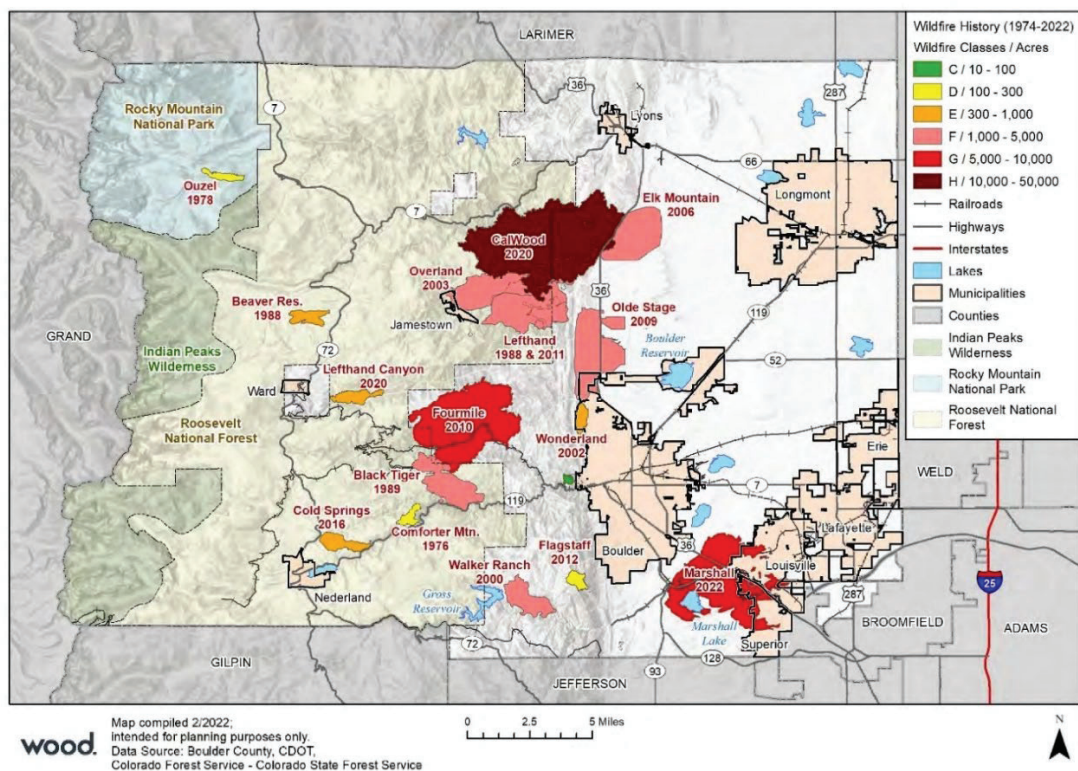 LARIMER
Wildfire History (1974-2022)
Wildfire Classes / Acres
C / 10 - 100
D / 100 - 300
E / 300 - 1,000
F / 1,000 - 5,000
G / 5,000 - 10,000
H / 10,000 - 50,000
Railroads
Highways
Interstates
Lakes
Municipalities
Counties
Indian Peaks
Wilderness
Rocky Mountain
National Park
Roosevelt National
Forest
36
287
7
Rocky Mountain
National Park
Lyons
66
Ouzel
1978
Longmont
7
Elk Mountain
2006
CalWood
2020
Overland
2003
36
Beaver Res.
1988
Jamestown
Olde Stage
2009
119
GRAND
Lefthand
1988 & 2011
Boulder
Reservoir
72
52
Indian Peaks
Wilderness
Lefthand Canyon
2020
Ward
Fourmile
2010
Roosevelt
National Forest
Wonderland
2002
Erie
WELD
Black Tiger
1989
119
7
Cold Springs
2016
Comforter Mtn.
1976
Lafayette
Flagstaff
2012
Boulder
36
Louisville
Walker Ranch
2000
Marshall
2022
25
Nederland
Gross
Reservoir
287
Marshall
Lake
BROOMFIELD
ADAMS
72
Superior
GILPIN
93
128
JEFFERSON
wood.
Map compiled 2/2022;
intended for planning purposes only.
Data Source: Boulder County, CDOT,
Colorado Forest Service - Colorado State Forest Service
0 2.5 5 Miles
N